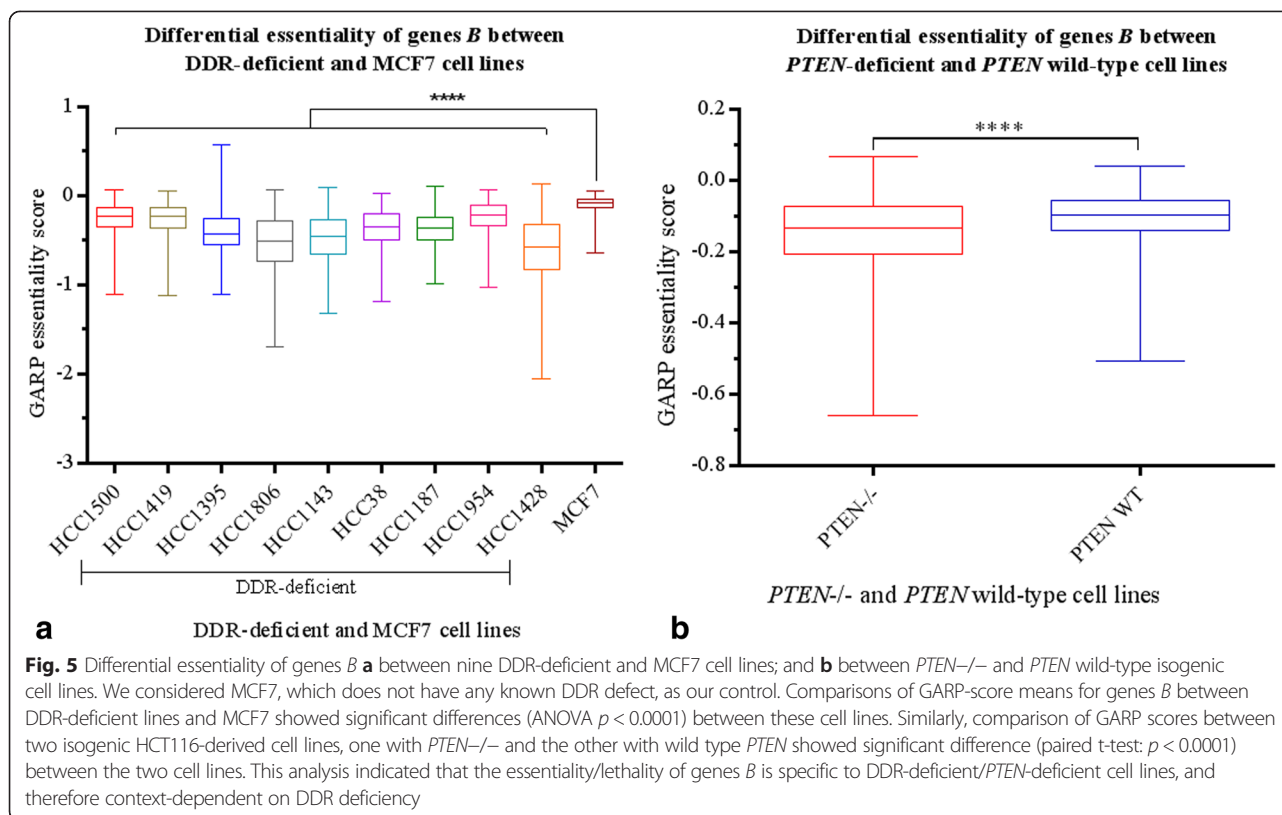 Differential essentiality of genes B between
DDR-deficient and MCF7 cell lines
****
1
0
-1
-2
-3
GARP essentiality score
HCC1500
HCC1419
HCC1395
HCC1806
HCC1143
HCC38
HCC1187
HCC1954
HCC1428
MCF7
DDR-deficient
a
DDR-deficient and MCF7 cell lines
Differential essentiality of genes B between
PTEN-deficient and PTEN wild-type cell lines
****
0.2
0.0
-0.2
-0.4
-0.6
-0.8
GARP essentiality score
PTEN-/-
PTEN WT
PTEN-/- and PTEN wild-type cell lines
b
Fig. 5 Differential essentiality of genes B a between nine DDR-deficient and MCF7 cell lines; and b between PTEN−/− and PTEN wild-type isogenic
cell lines. We considered MCF7, which does not have any known DDR defect, as our control. Comparisons of GARP-score means for genes B between
DDR-deficient lines and MCF7 showed significant differences (ANOVA p < 0.0001) between these cell lines. Similarly, comparison of GARP scores between
two isogenic HCT116-derived cell lines, one with PTEN−/− and the other with wild type PTEN showed significant difference (paired t-test: p < 0.0001)
between the two cell lines. This analysis indicated that the essentiality/lethality of genes B is specific to DDR-deficient/PTEN-deficient cell lines, and
therefore context-dependent on DDR deficiency